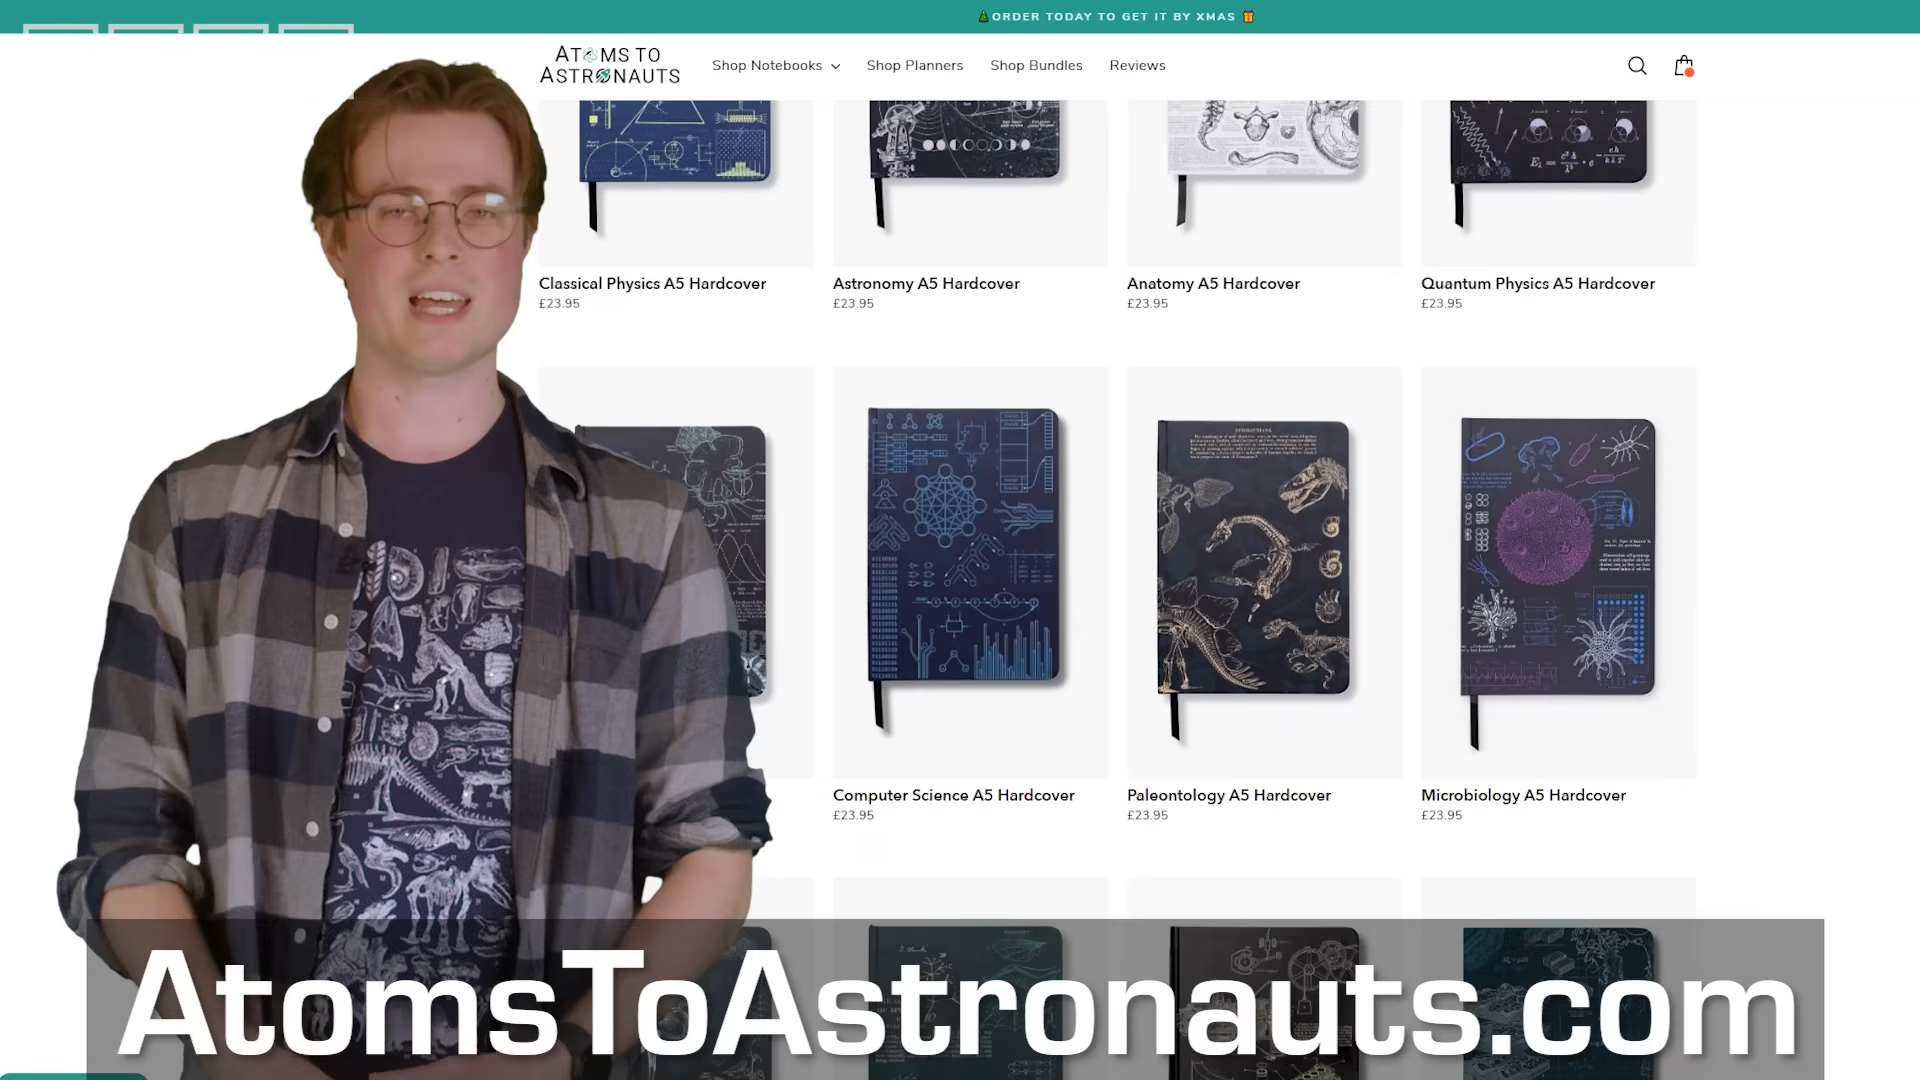 🎄ORDER TODAY TO GET IT BY XMAS 🎁
ATOMS TO
ASTRONAUTS
Shop Notebooks
Shop Planners
Shop Bundles
Reviews
Classical Physics A5 Hardcover
£23.95
Astronomy A5 Hardcover
£23.95
Anatomy A5 Hardcover
£23.95
Quantum Physics A5 Hardcover
£23.95
Computer Science A5 Hardcover
£23.95
Paleontology A5 Hardcover
£23.95
Microbiology A5 Hardcover
£23.95
AtomsToAstronauts.com